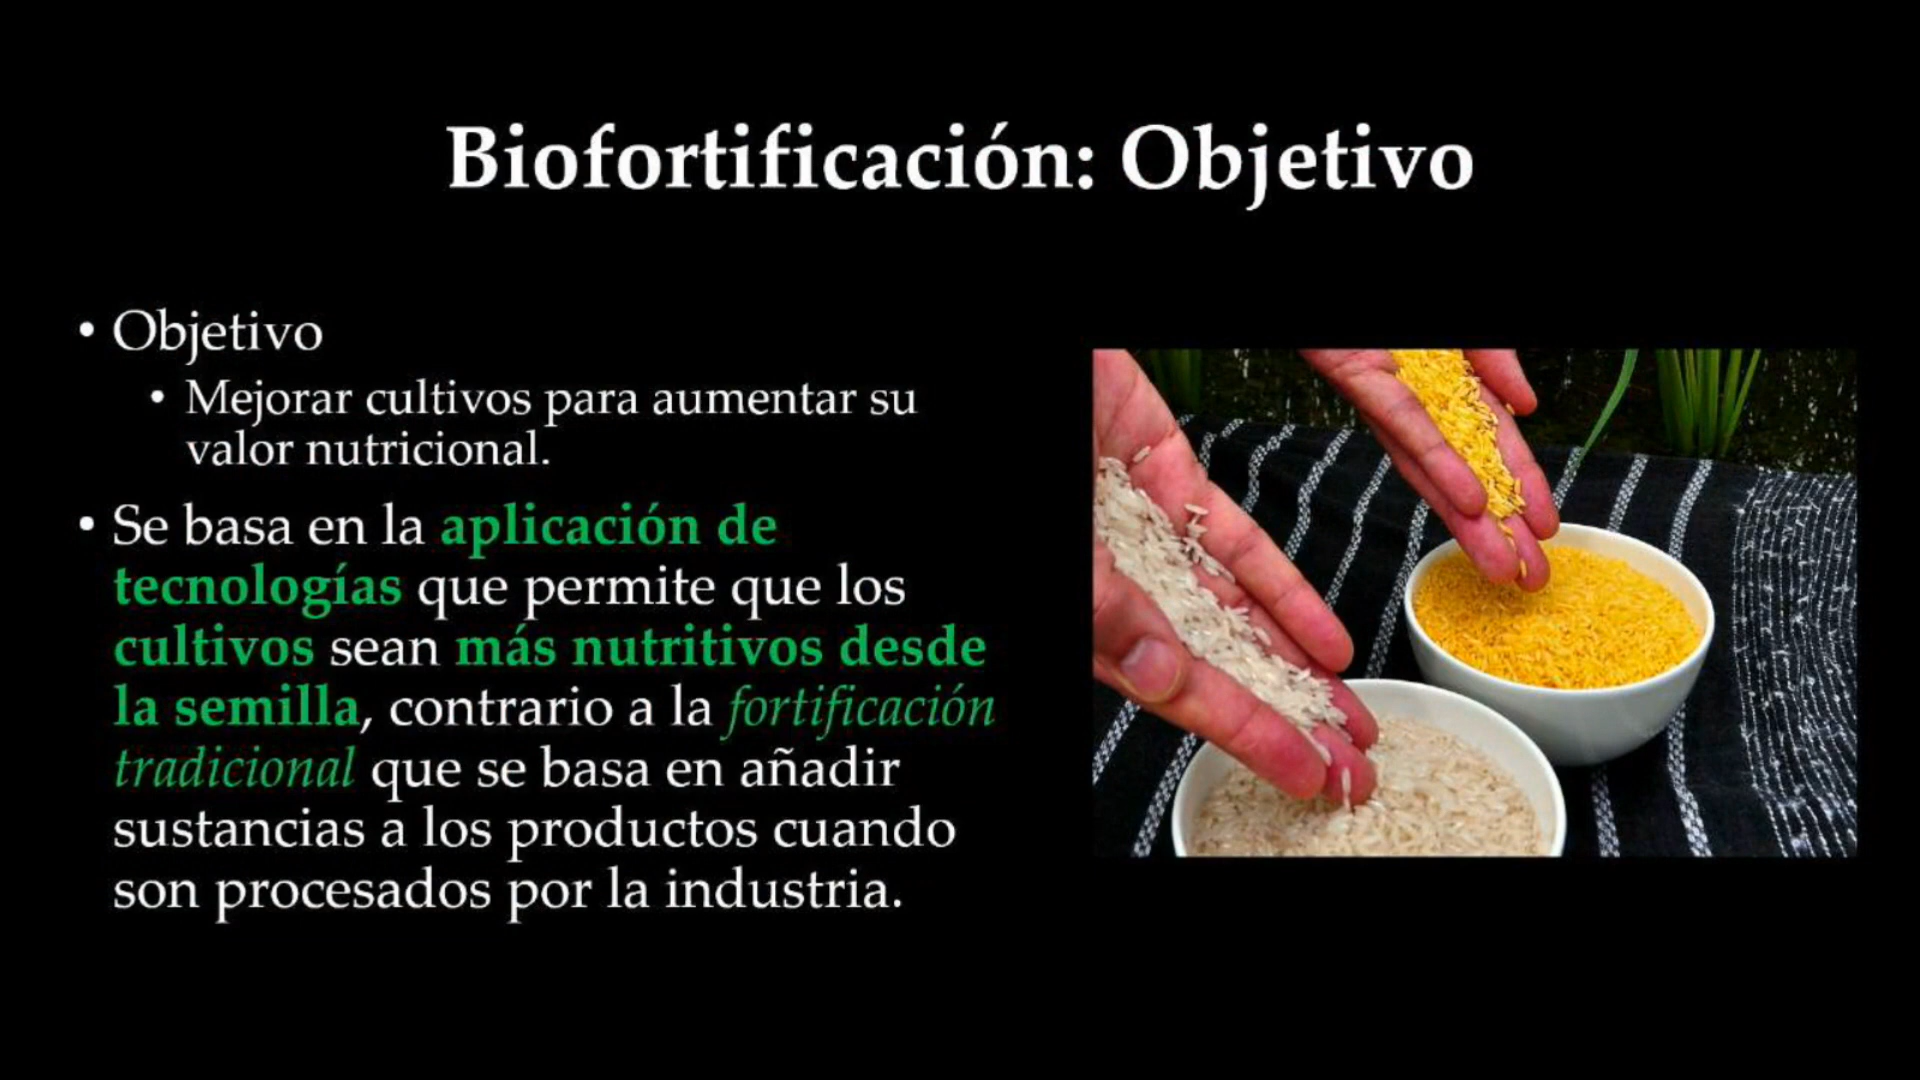 Biofortificación: Objetivo
• Objetivo
• Mejorar cultivos para aumentar su
valor nutricional.
• Se basa en la aplicación de
tecnologías que permite que los
cultivos sean más nutritivos desde
la semilla, contrario a la fortificación
tradicional que se basa en añadir
sustancias a los productos cuando
son procesados por la industria.